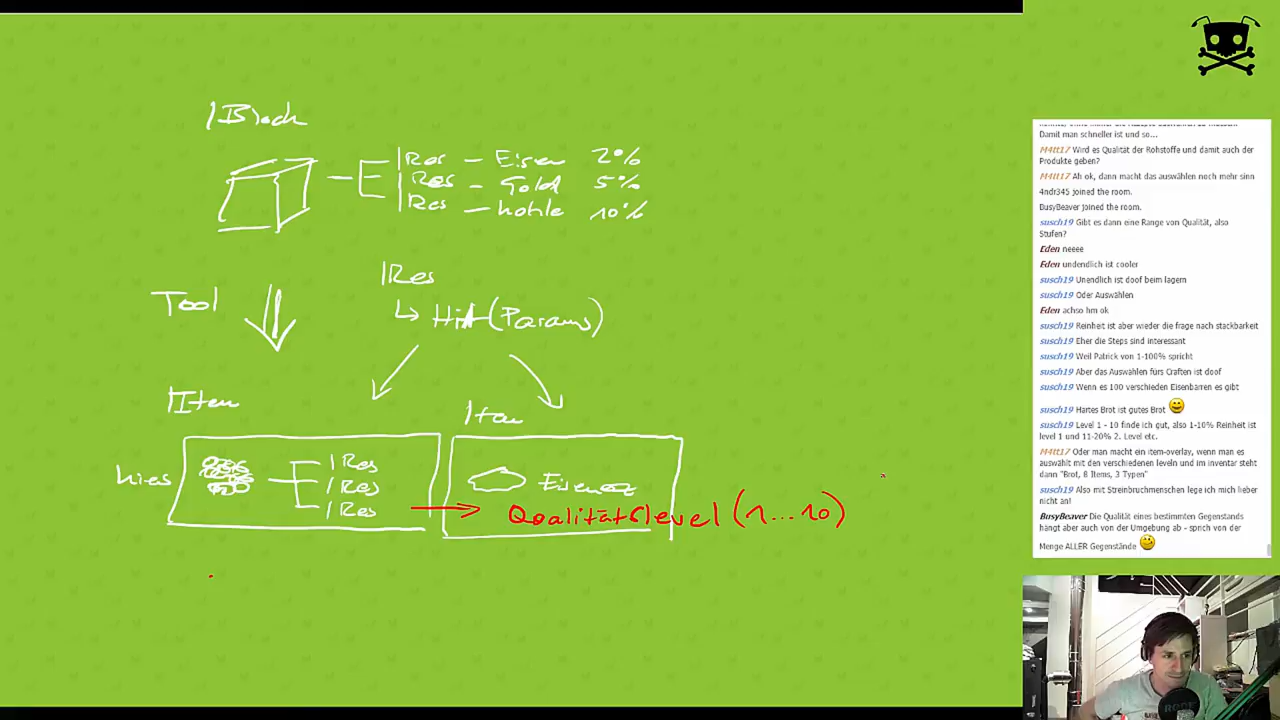 IBlock
IRes - Eisen 2%
IRes - Gold 5%
IRes - Kohle 10%
IRes
Tool
↳ Hit(Params)
IItem
Item
Kies
IRes
IRes
IRes
Eisenerz
→ Qualitätslevel (1...10)
Damit man schneller ist und so...
M4tt17 Wird es Qualität der Rohstoffe und damit auch der
Produkte geben?
M4tt17 Ah ok, dann macht das auswählen noch mehr sinn
4ndr345 joined the room.
BusyBeaver joined the room.
susch19 Gibt es dann eine Range von Qualität, also
Stufen?
Eden neeee
Eden undendlich ist cooler
susch19 Unendlich ist doof beim lagern
susch19 Oder Auswählen
Eden achso hm ok
susch19 Reinheit ist aber wieder die frage nach stackbarkeit
susch19 Eher die Steps sind interessant
susch19 Weil Patrick von 1-100% spricht
susch19 Aber das Auswählen fürs Craften ist doof
susch19 Wenn es 100 verschieden Eisenbarren es gibt
susch19 Hartes Brot ist gutes Brot
susch19 Level 1 - 10 finde ich gut, also 1-10% Reinheit ist
level 1 und 11-20% 2. Level etc.
M4tt17 Oder man macht ein item-overlay, wenn man es
auswählt mit den verschiedenen leveln und im inventar steht
dann "Brot, 8 Items, 3 Typen"
susch19 Also mit Streinbruchmenschen lege ich mich lieber
nicht an!
BusyBeaver Die Qualität eines bestimmten Gegenstands
hängt aber auch von der Umgebung ab - sprich von der
Menge ALLER Gegenstände